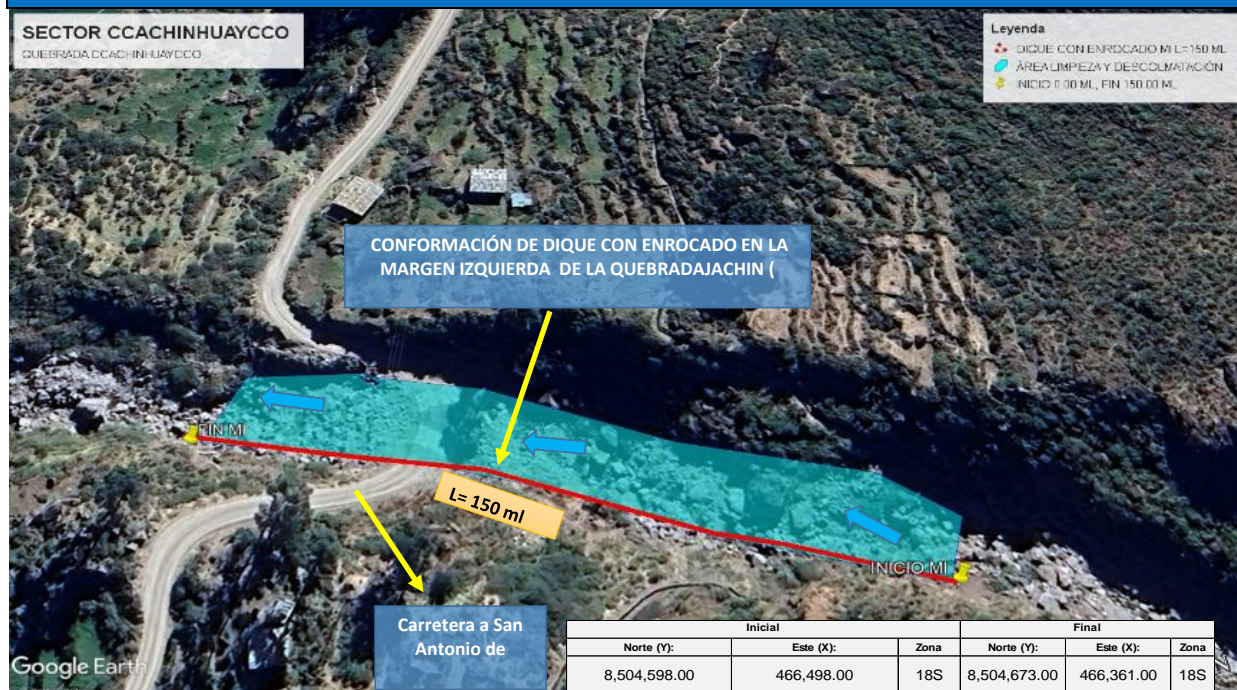 SECTOR CCACHINHUAYCCO
QUEBRADA CCACHINHUAYCCO
Leyenda
DIQUE CON ENROCADO MI L=150 ML
ÁREA LIMPIEZA Y DESCOLMATACIÓN
INICIO 0.00 ML, FIN 150.00 ML
CONFORMACIÓN DE DIQUE CON ENROCADO EN LA
MARGEN IZQUIERDA DE LA QUEBRADAJACHIN (
FIN MI
L= 150 ml
INICIO MI
Carretera a San
Antonio de
Inicial Final
Norte (Y): Este (X): Zona Norte (Y): Este (X): Zona
8,504,598.00 466,498.00 18S 8,504,673.00 466,361.00 18S
Google Earth